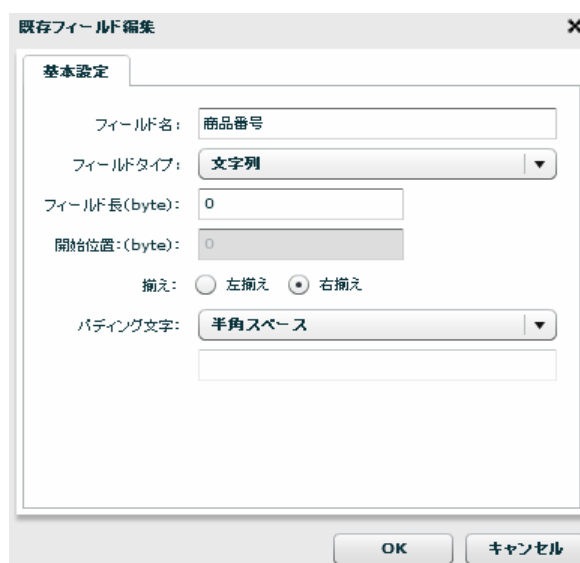 既存フィールド編集
基本設定
フィールド名: 商品番号
フィールドタイプ: 文字列
フィールド長(byte): 0
開始位置:(byte): 0
揃え: 左揃え 右揃え
パディング文字: 半角スペース
OK キャンセル